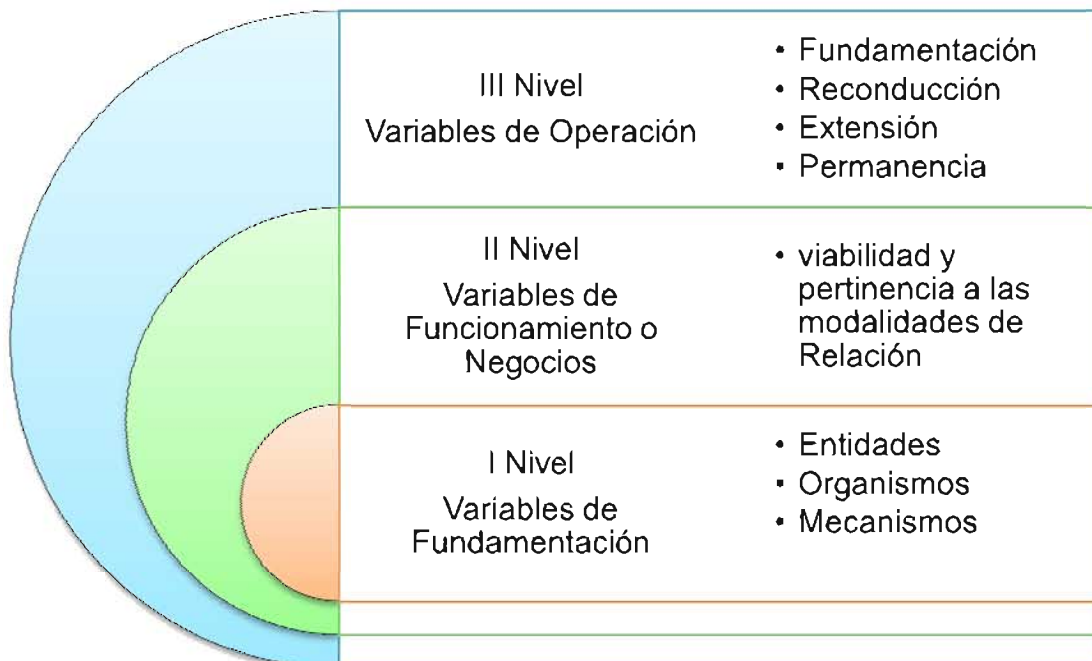 III Nivel
Variables de Operación
• Fundamentación
• Reconducción
• Extensión
• Permanencia
II Nivel
Variables de
Funcionamiento o
Negocios
• viabilidad y
pertinencia a las
modalidades de
Relación
I Nivel
Variables de
Fundamentación
• Entidades
• Organismos
• Mecanismos